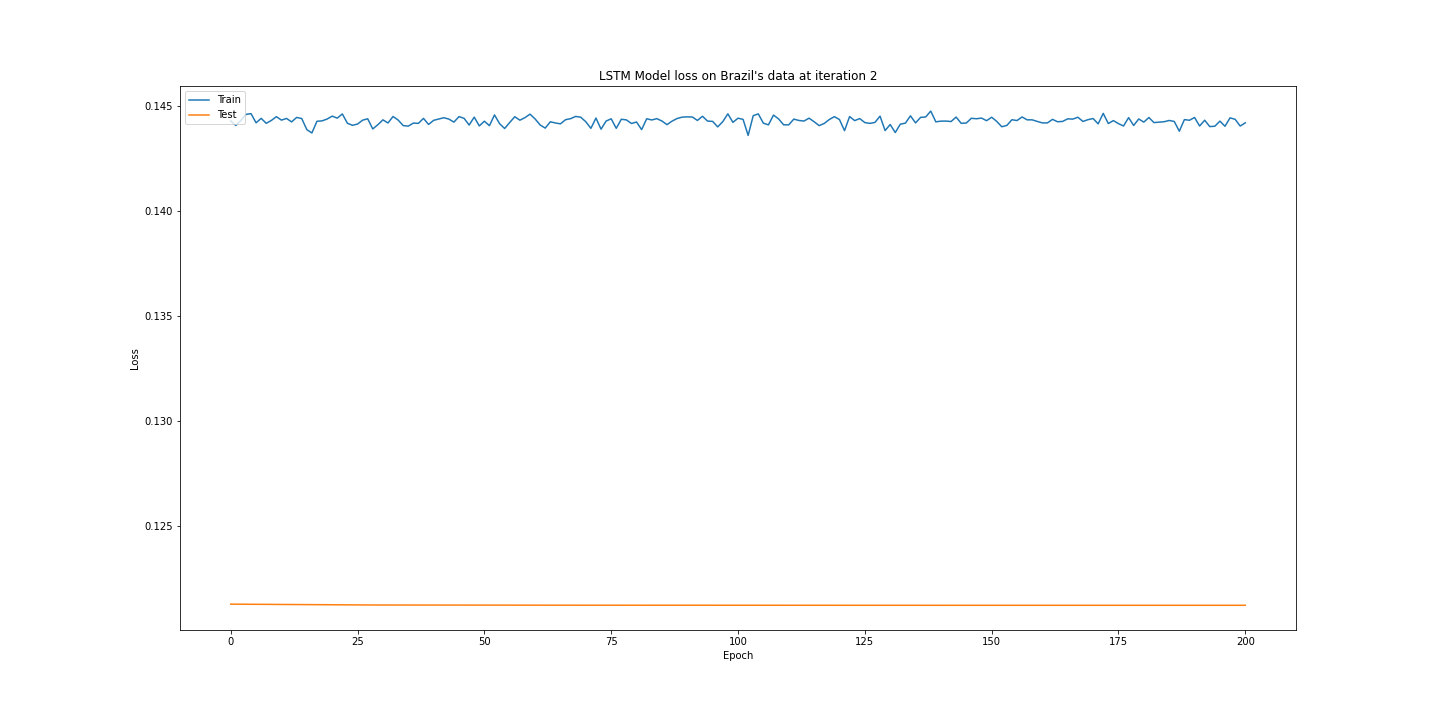 LSTM Model loss on Brazil's data at iteration 2
Train
Test
0.145
0.140
0.135
0.130
0.125
Loss
0 25 50 75 100 125 150 175 200
Epoch